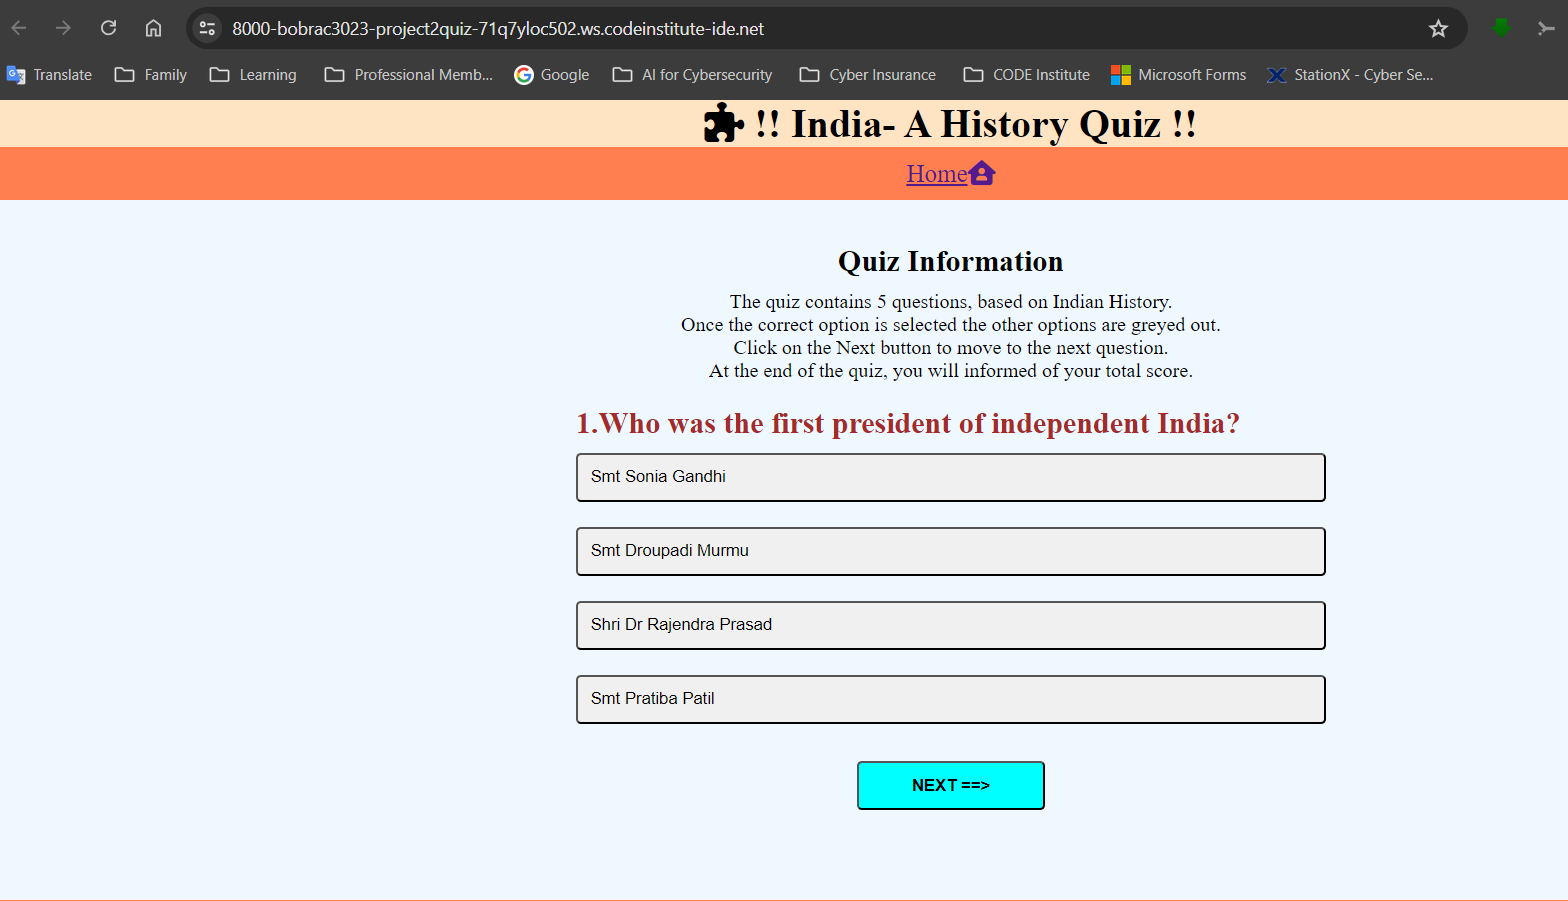 8000-bobrac3023-project2quiz-71q7yloc502.ws.codeinstitute-ide.net
Translate Family Learning Professional Memb... Google AI for Cybersecurity Cyber Insurance CODE Institute Microsoft Forms StationX - Cyber Se...
!! India- A History Quiz !!
Home
Quiz Information
The quiz contains 5 questions, based on Indian History.
Once the correct option is selected the other options are greyed out.
Click on the Next button to move to the next question.
At the end of the quiz, you will informed of your total score.
1.Who was the first president of independent India?
Smt Sonia Gandhi
Smt Droupadi Murmu
Shri Dr Rajendra Prasad
Smt Pratiba Patil
NEXT ==>